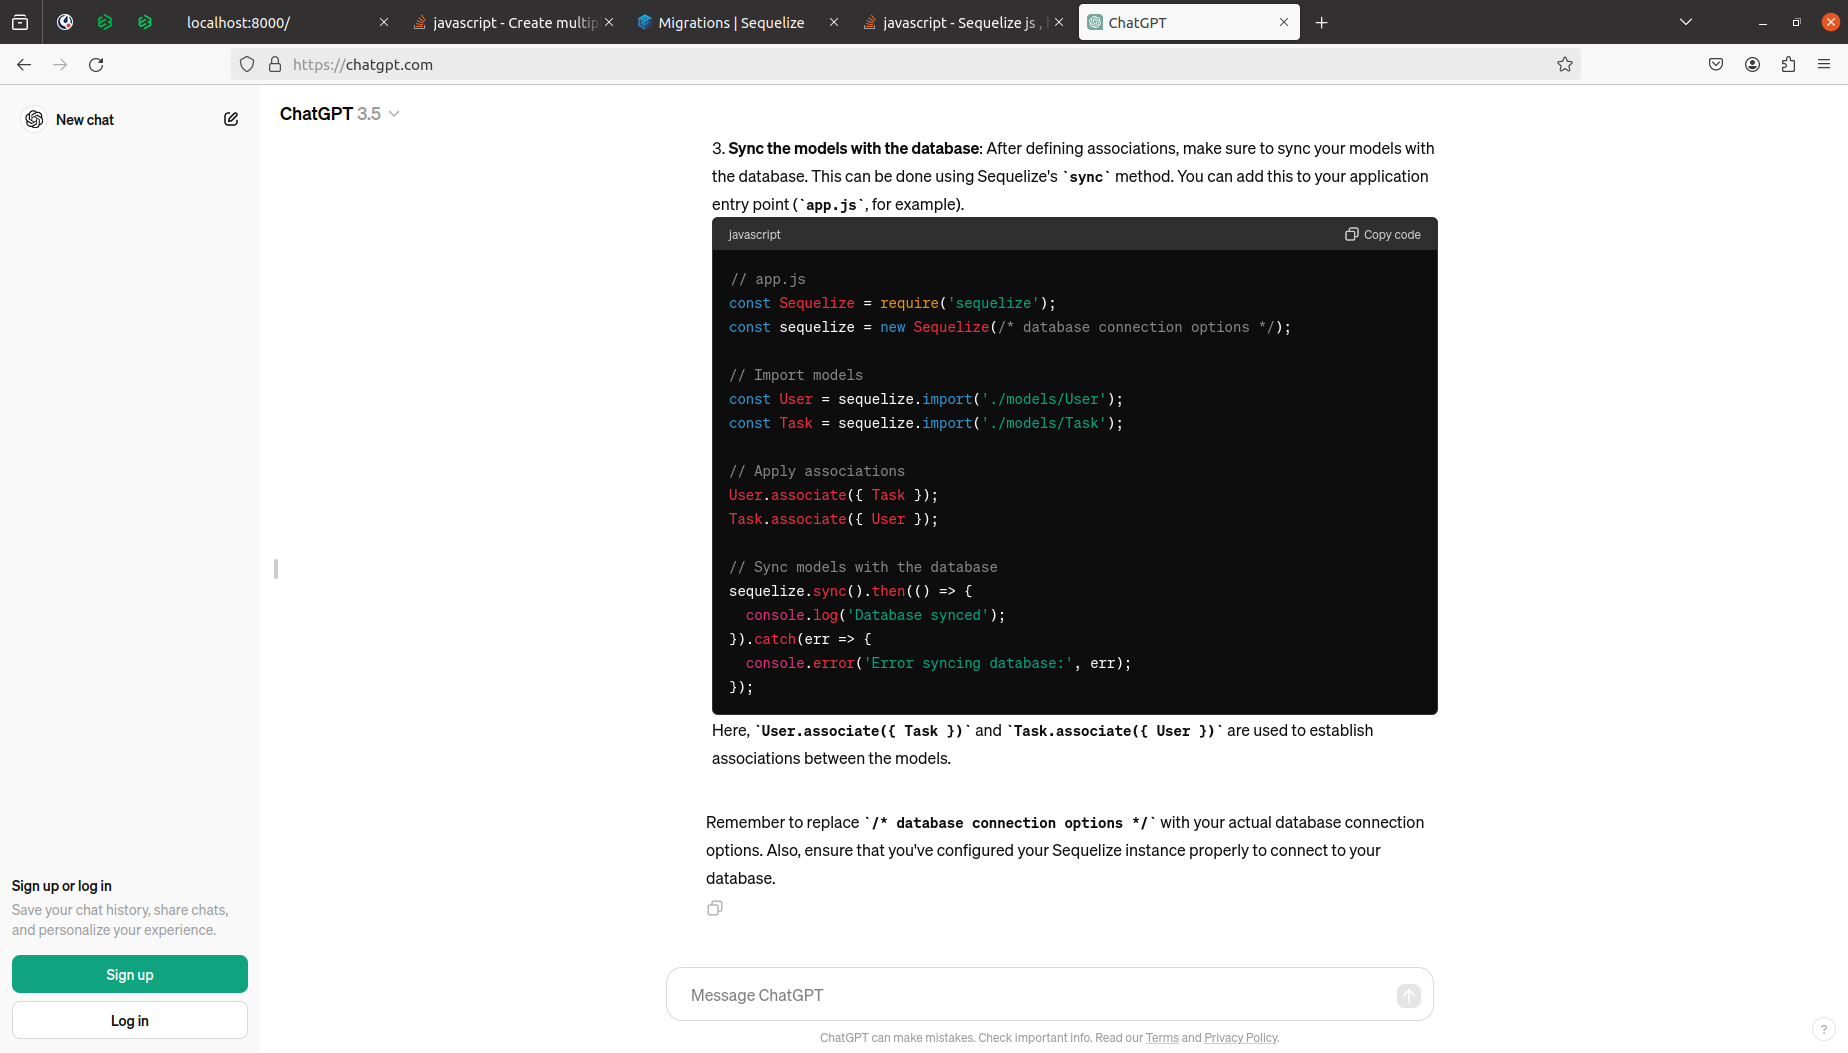 localhost:8000/
javascript - Create multip
Migrations | Sequelize
javascript - Sequelize js ,
ChatGPT
https://chatgpt.com
New chat
ChatGPT 3.5
3. Sync the models with the database: After defining associations, make sure to sync your models with
the database. This can be done using Sequelize's `sync` method. You can add this to your application
entry point (`app.js`, for example).
javascript
Copy code
// app.js
const Sequelize = require('sequelize');
const sequelize = new Sequelize(/* database connection options */);
// Import models
const User = sequelize.import('./models/User');
const Task = sequelize.import('./models/Task');
// Apply associations
User.associate({ Task });
Task.associate({ User });
// Sync models with the database
sequelize.sync().then(() => {
  console.log('Database synced');
}).catch(err => {
  console.error('Error syncing database:', err);
});
Here, `User.associate({ Task })` and `Task.associate({ User })` are used to establish
associations between the models.
Remember to replace `/* database connection options */` with your actual database connection
options. Also, ensure that you've configured your Sequelize instance properly to connect to your
database.
Sign up or log in
Save your chat history, share chats,
and personalize your experience.
Sign up
Log in
Message ChatGPT
ChatGPT can make mistakes. Check important info. Read our Terms and Privacy Policy.
?